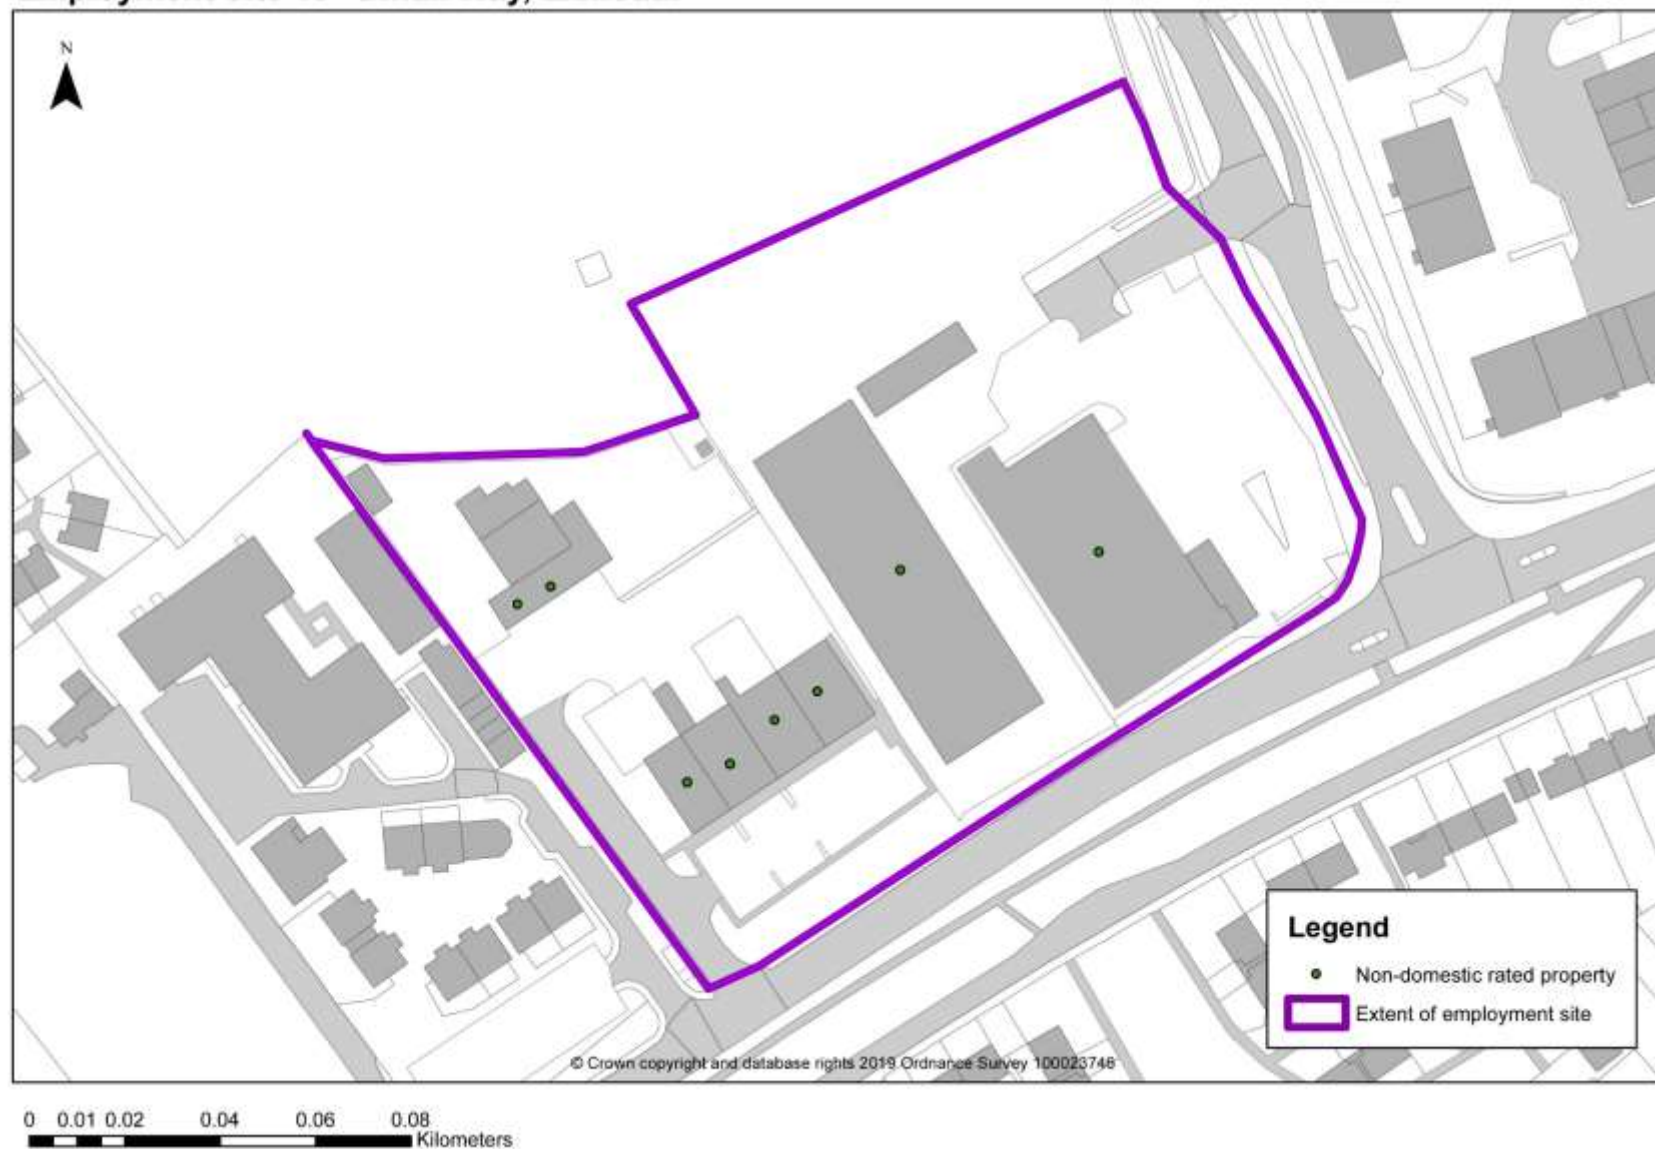 N
Legend
Non-domestic rated property
Extent of employment site
© Crown copyright and database rights 2019 Ordnance Survey 100023746
0 0.01 0.02 0.04 0.06 0.08
Kilometers